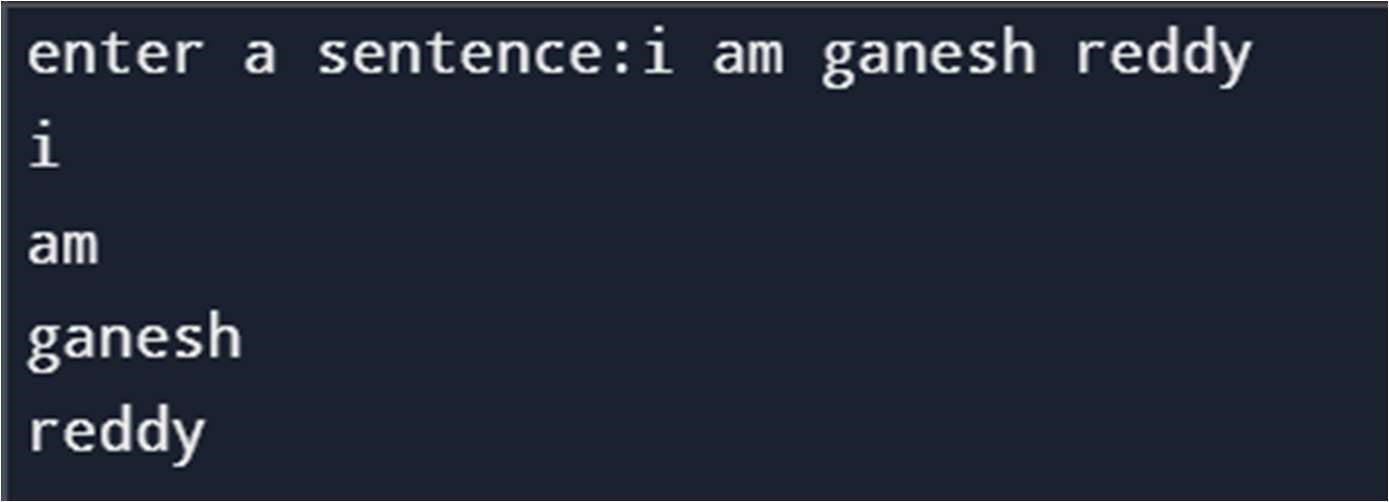 enter a sentence:i am ganesh reddy
i
am
ganesh
reddy